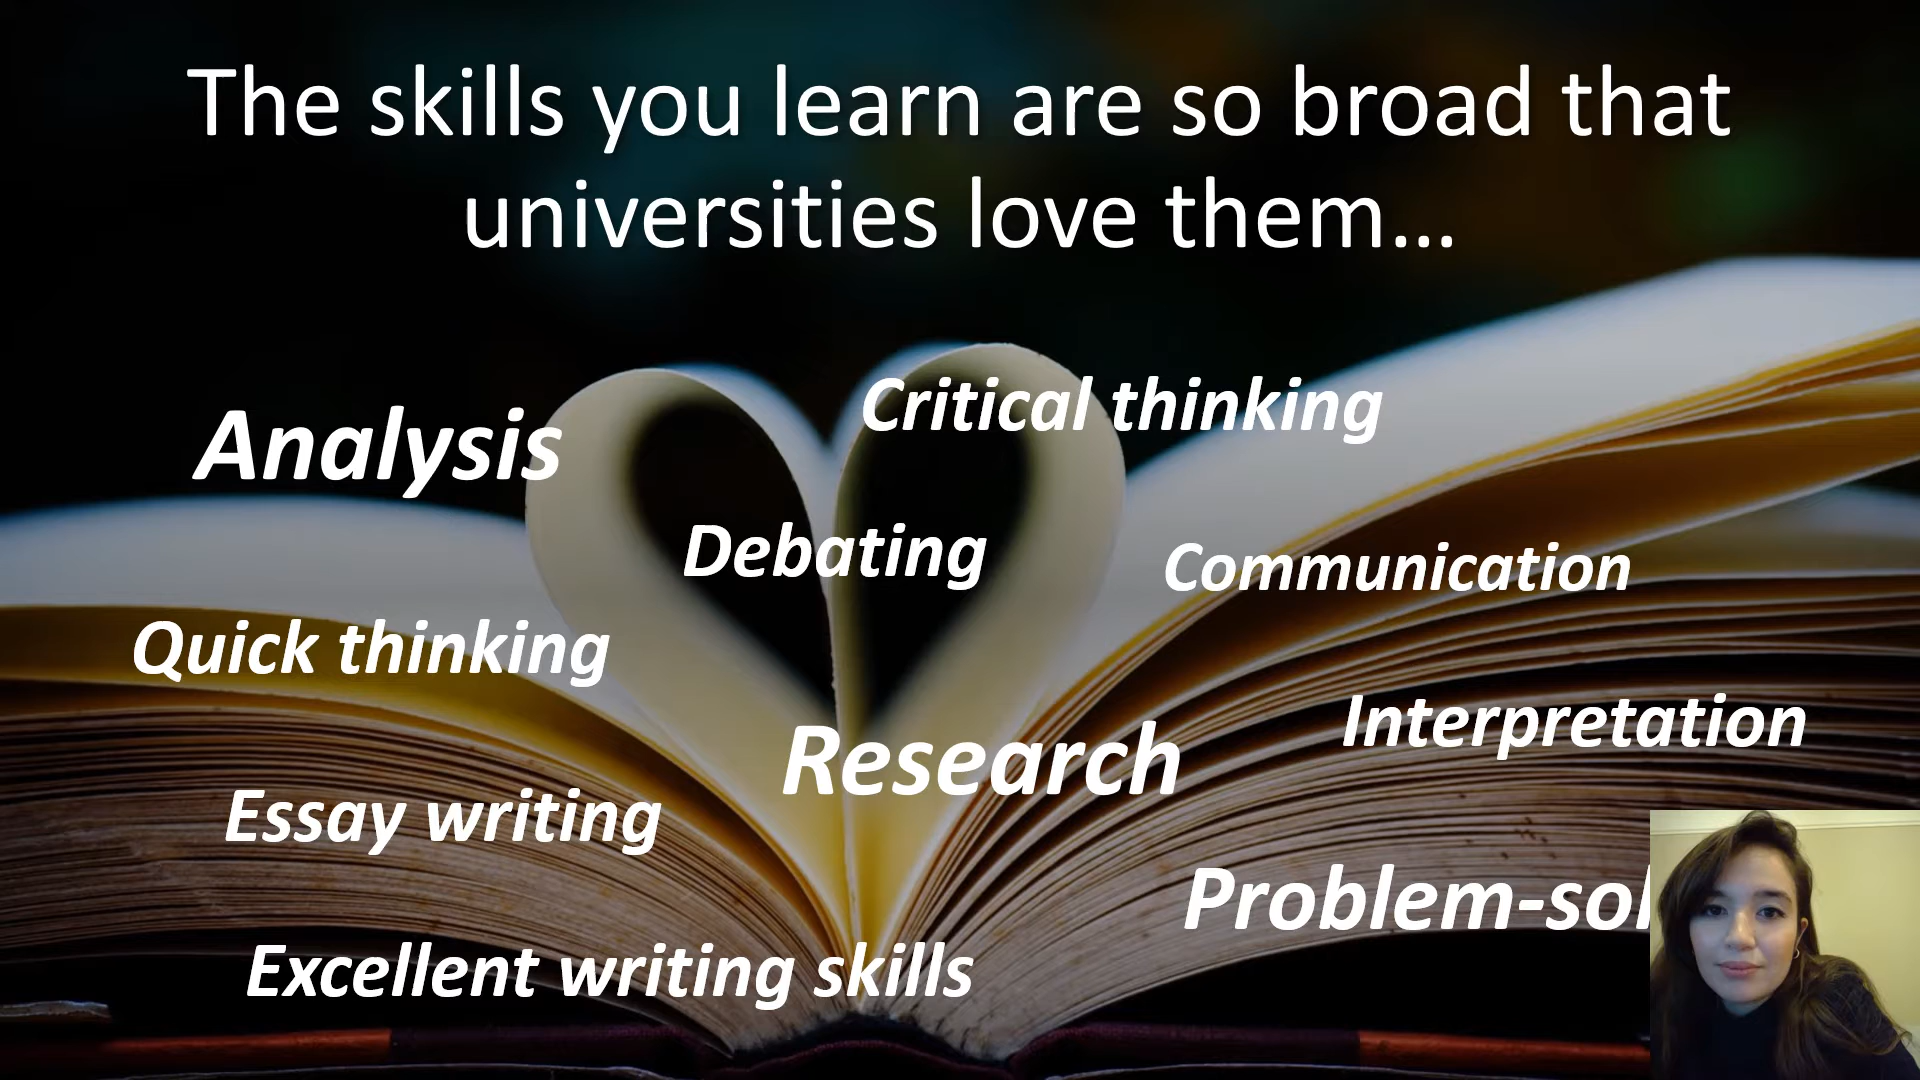 The skills you learn are so broad that
universities love them...
Critical thinking
Analysis
Debating
Communication
Quick thinking
Interpretation
Research
Essay writing
Problem-sol
Excellent writing skills